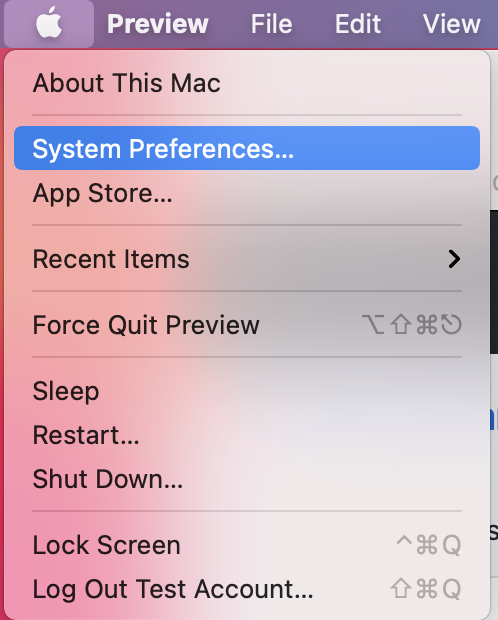 Preview File Edit View
About This Mac
System Preferences...
App Store...
Recent Items
Force Quit Preview ⌥⇧⌘⎋
Sleep
Restart...
Shut Down...
Lock Screen ^⌘Q
Log Out Test Account... ⇧⌘Q